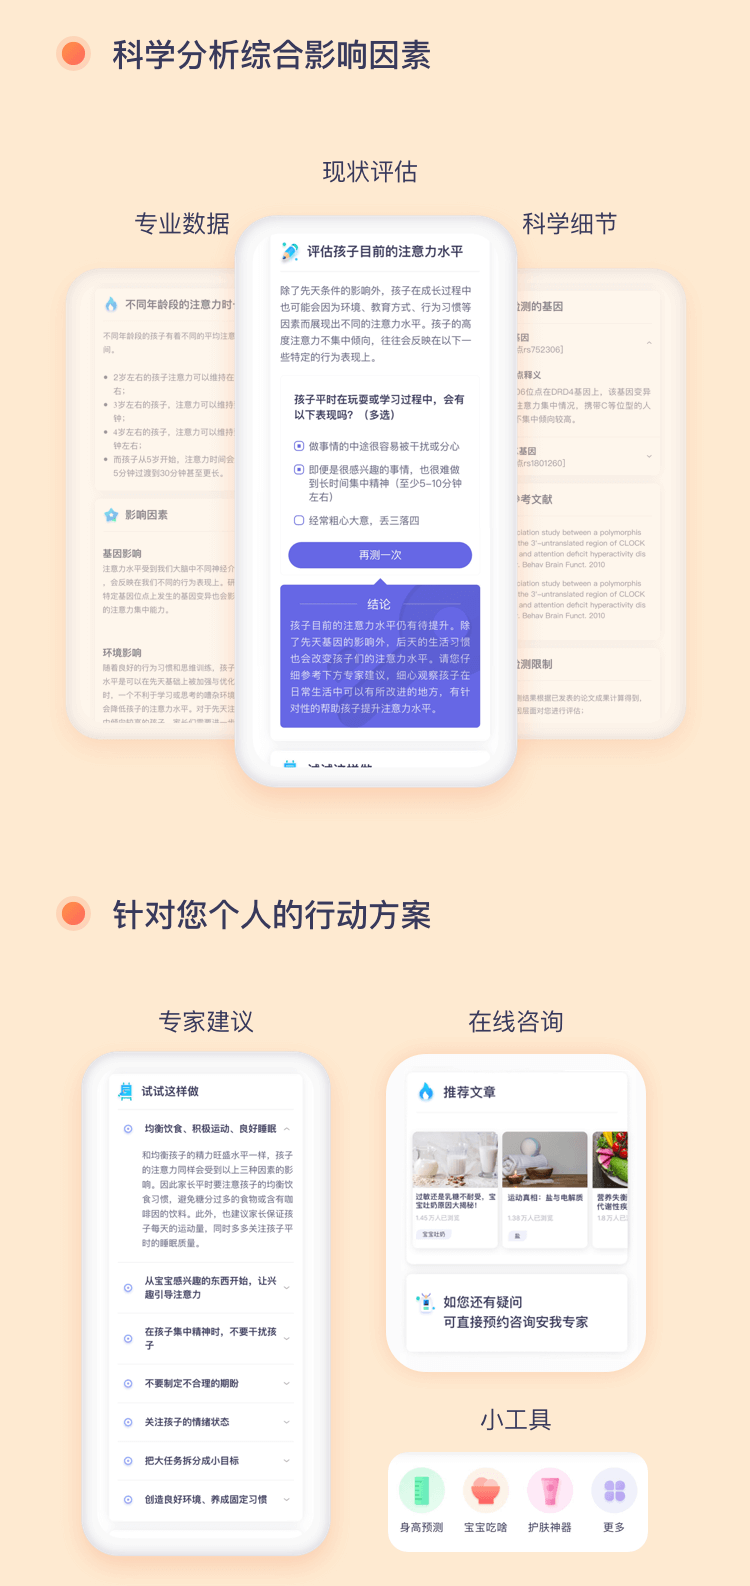 科学分析综合影响因素
现状评估
专业数据
科学细节
不同年龄段的注意力时
不同年龄段的孩子有着不同的平均注意
间。
2岁左右的孩子注意力可以维持在
右；
3岁左右的孩子，注意力可以维持
钟；
4岁左右的孩子，注意力可以维持
钟左右；
而孩子从5岁开始，注意力时间会
5分钟过渡到30分钟甚至更长。
影响因素
基因影响
注意力水平受到我们大脑中不同神经介
，会反映在我们不同的行为表现上。研
特定基因位点上发生的基因变异也会影
的注意力集中能力。
环境影响
随着良好的行为习惯和思维训练，孩子
水平是可以在先天基础上被加强与优化
时，一个不利于学习或思考的嘈杂环境
会降低孩子的注意力水平。对于先天注
评估孩子目前的注意力水平
除了先天条件的影响外，孩子在成长过程中
也可能会因为环境、教育方式、行为习惯等
因素而展现出不同的注意力水平。孩子的高
度注意力不集中倾向，往往会反映在以下一
些特定的行为表现上。
孩子平时在玩耍或学习过程中，会有
以下表现吗？（多选）
做事情的中途很容易被干扰或分心
即便是很感兴趣的事情，也很难做
到长时间集中精神（至少5-10分钟
左右）
经常粗心大意，丢三落四
再测一次
结论
孩子目前的注意力水平仍有待提升。除
了先天基因的影响外，后天的生活习惯
也会改变孩子们的注意力水平。请您仔
细参考下方专家建议，细心观察孩子在
日常生活中可以有所改进的地方，有针
对性的帮助孩子提升注意力水平。
试试这样做
检测的基因
基因
点rs752306]
点释义
06位点在DRD4基因上，该基因变异
注意力集中情况，携带C等位型的人
不集中倾向较高。
基因
点rs1801260]
参考文献
ciation study between a polymorphis
the 3'-untranslated region of CLOCK
and attention deficit hyperactivity dis
. Behav Brain Funct. 2010
ciation study between a polymorphis
the 3'-untranslated region of CLOCK
and attention deficit hyperactivity dis
. Behav Brain Funct. 2010
检测限制
测结果根据已发表的论文成果计算得到，
因层面对您进行评估；
针对您个人的行动方案
专家建议
试试这样做
均衡饮食、积极运动、良好睡眠
和均衡孩子的精力旺盛水平一样，孩子
的注意力同样会受到以上三种因素的影
响。因此家长平时要注意孩子的均衡饮
食习惯，避免糖分过多的食物或含有咖
啡因的饮料。此外，也建议家长保证孩
子每天的运动量，同时多多关注孩子平
时的睡眠质量。
从宝宝感兴趣的东西开始，让兴
趣引导注意力
在孩子集中精神时，不要干扰孩
子
不要制定不合理的期盼
关注孩子的情绪状态
把大任务拆分成小目标
创造良好环境、养成固定习惯
在线咨询
推荐文章
过敏还是乳糖不耐受，宝
宝吐奶原因大揭秘！
1.45万人已浏览
宝宝吐奶
运动真相：盐与电解质
1.38万人已浏览
盐
营养失衡
代谢性疾
1.8万人已
如您还有疑问
可直接预约咨询安我专家
小工具
身高预测
宝宝吃啥
护肤神器
更多